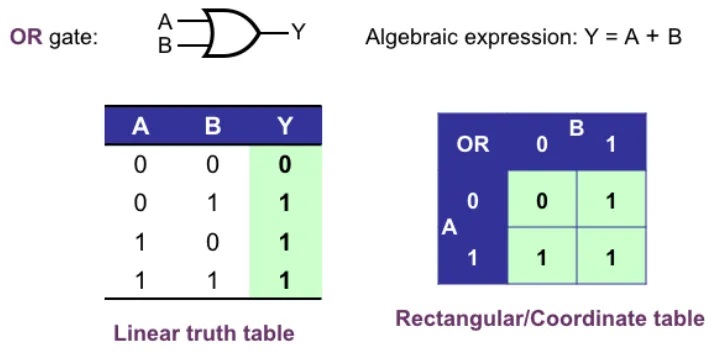 OR gate:
A
B
Y
Algebraic expression: Y = A + B
A B Y
0 0 0
0 1 1
1 0 1
1 1 1
Linear truth table
B
OR 0 1
0 0 1
A
1 1 1
Rectangular/Coordinate table